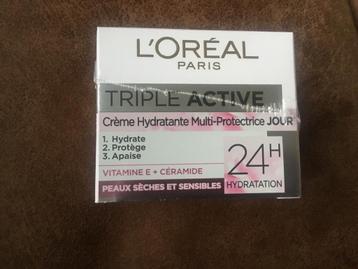 L'ORÉAL
PARIS
TRIPLE ACTIVE
Crème Hydratante Multi-Protectrice JOUR
1. Hydrate
2. Protège
3. Apaise
VITAMINE E + CÉRAMIDE
24H
HYDRATATION
PEAUX SÈCHES ET SENSIBLES